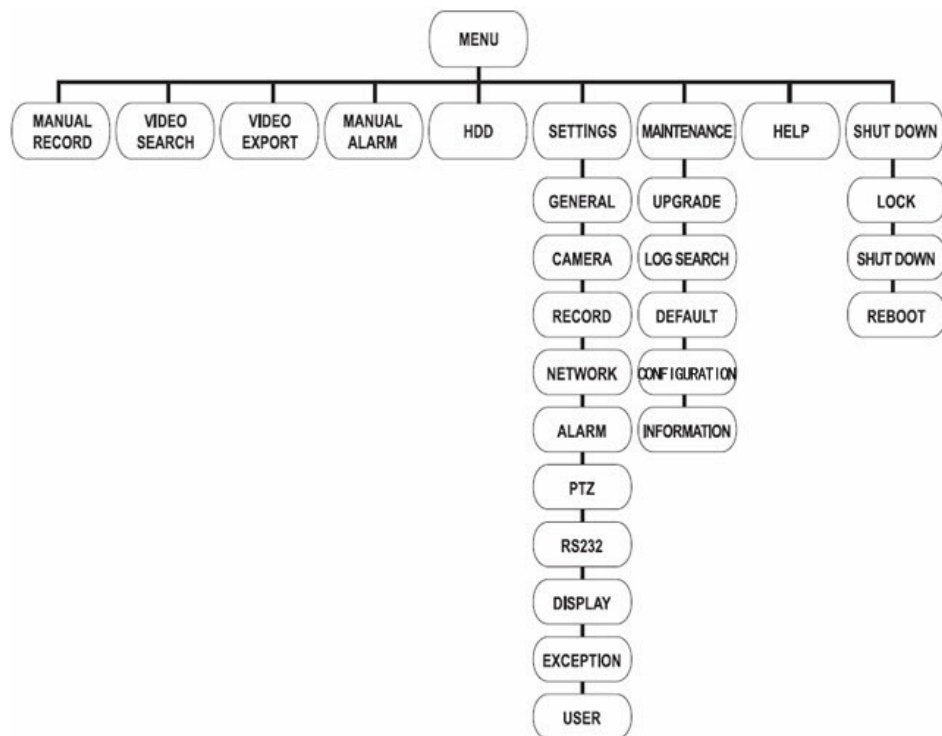 MENU
MANUAL
RECORD
VIDEO
SEARCH
VIDEO
EXPORT
MANUAL
ALARM
HDD
SETTINGS
MAINTENANCE
HELP
SHUT DOWN
GENERAL
UPGRADE
LOCK
CAMERA
LOG SEARCH
SHUT DOWN
RECORD
DEFAULT
REBOOT
NETWORK
CONFIGURATION
ALARM
INFORMATION
PTZ
RS232
DISPLAY
EXCEPTION
USER